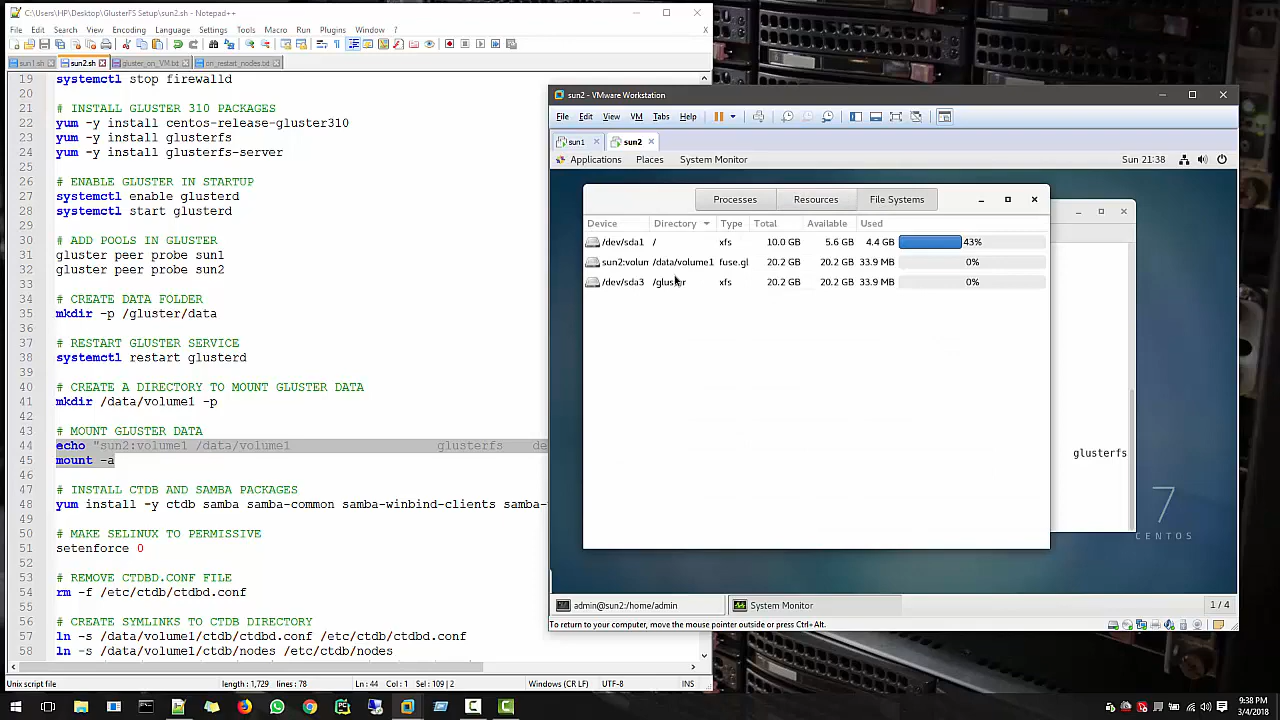 C:\Users\HP\Desktop\GlusterFS Setup\sun2.sh - Notepad++
File Edit Search View Encoding Language Settings Tools Macro Run Plugins Window ? X
sun1.sh sun2.sh gluster_on_VM.txt on_restart_nodes.txt
19 systemctl stop firewalld
20
21 # INSTALL GLUSTER 310 PACKAGES
22 yum -y install centos-release-gluster310
23 yum -y install glusterfs
24 yum -y install glusterfs-server
25
26 # ENABLE GLUSTER IN STARTUP
27 systemctl enable glusterd
28 systemctl start glusterd
29
30 # ADD POOLS IN GLUSTER
31 gluster peer probe sun1
32 gluster peer probe sun2
33
34 # CREATE DATA FOLDER
35 mkdir -p /gluster/data
36
37 # RESTART GLUSTER SERVICE
38 systemctl restart glusterd
39
40 # CREATE A DIRECTORY TO MOUNT GLUSTER DATA
41 mkdir /data/volume1 -p
42
43 # MOUNT GLUSTER DATA
44 echo "sun2:volume1 /data/volume1 glusterfs de
45 mount -a
46
47 # INSTALL CTDB AND SAMBA PACKAGES
48 yum install -y ctdb samba samba-common samba-winbind-clients samba-
49
50 # MAKE SELINUX TO PERMISSIVE
51 setenforce 0
52
53 # REMOVE CTDBD.CONF FILE
54 rm -f /etc/ctdb/ctdbd.conf
55
56 # CREATE SYMLINKS TO CTDB DIRECTORY
57 ln -s /data/volume1/ctdb/ctdbd.conf /etc/ctdb/ctdbd.conf
58 ln -s /data/volume1/ctdb/nodes /etc/ctdb/nodes
Unix script file length : 1,729 lines : 78 Ln : 44 Col : 1 Sel : 109 | 2 Windows (CR LF) UTF-8 INS
sun2 - VMware Workstation
File Edit View VM Tabs Help
sun1 sun2
Applications Places System Monitor Sun 21:38
Processes Resources File Systems
Device Directory Type Total Available Used
/dev/sda1 / xfs 10.0 GB 5.6 GB 4.4 GB 43%
sun2:volun /data/volume1 fuse.gl 20.2 GB 20.2 GB 33.9 MB 0%
/dev/sda3 /gluster xfs 20.2 GB 20.2 GB 33.9 MB 0%
glusterfs
7
CENTOS
admin@sun2:/home/admin System Monitor 1 / 4
To return to your computer, move the mouse pointer outside or press Ctrl+Alt.
9:38 PM
3/4/2018